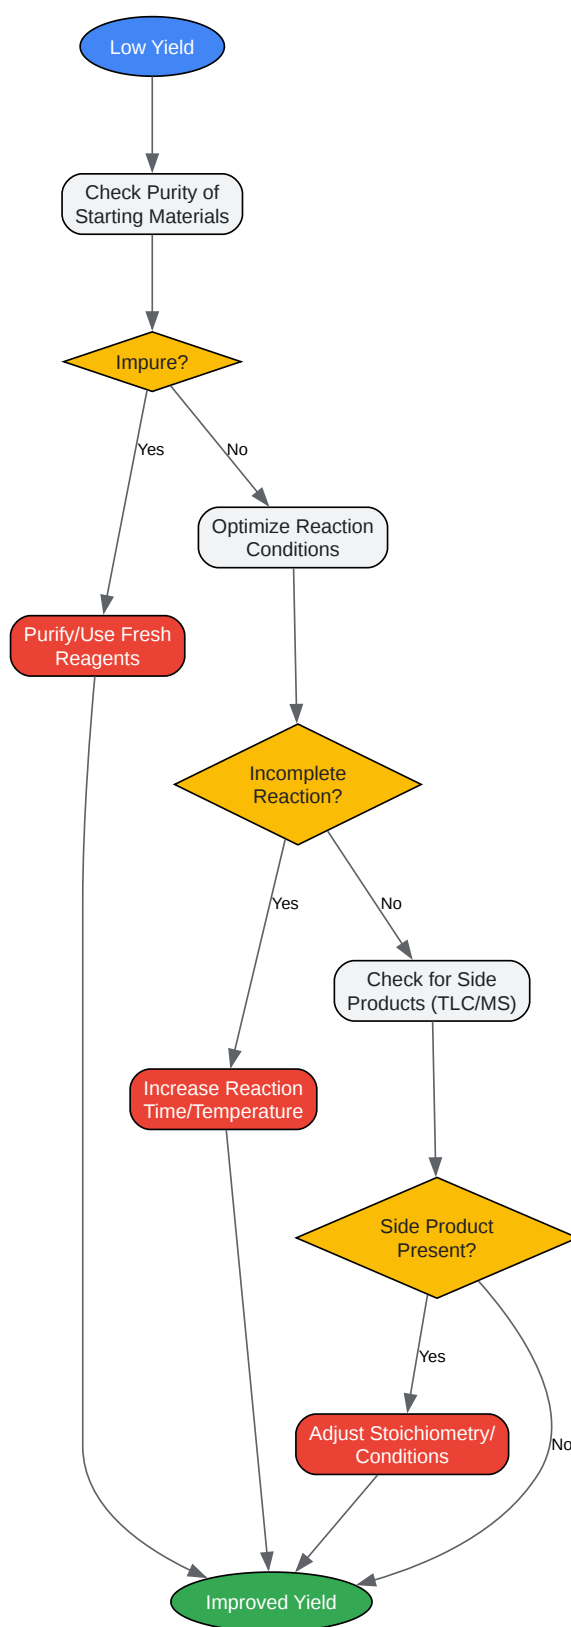 Low Yield
Check Purity of
Starting Materials
Impure?
Yes
No
Optimize Reaction
Conditions
Purify/Use Fresh
Reagents
Incomplete
Reaction?
Yes
No
Check for Side
Products (TLC/MS)
Increase Reaction
Time/Temperature
Side Product
Present?
Yes
Adjust Stoichiometry/
Conditions
No
Improved Yield